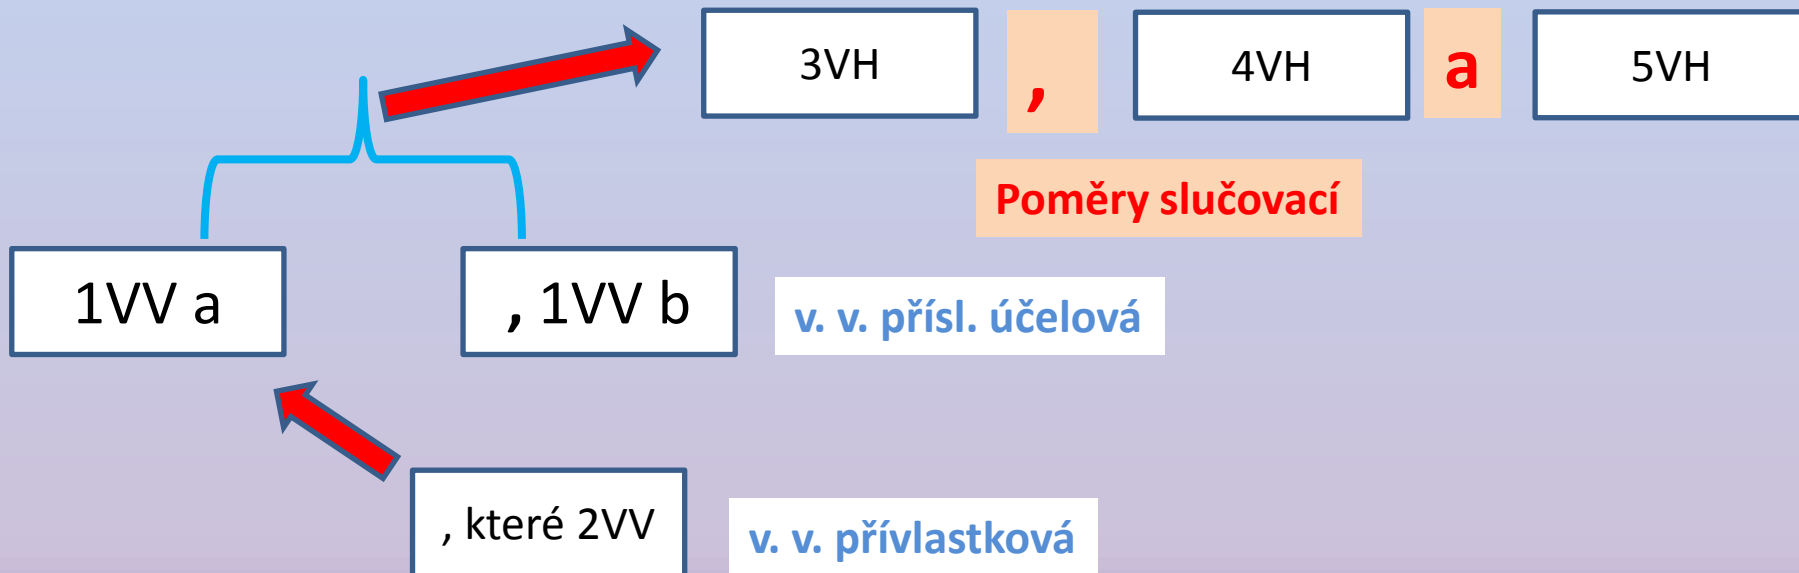 3VH , 4VH a 5VH
Poměry slučovací
1VV a , 1VV b v. v. přísl. účelová
, které 2VV v. v. přívlastková